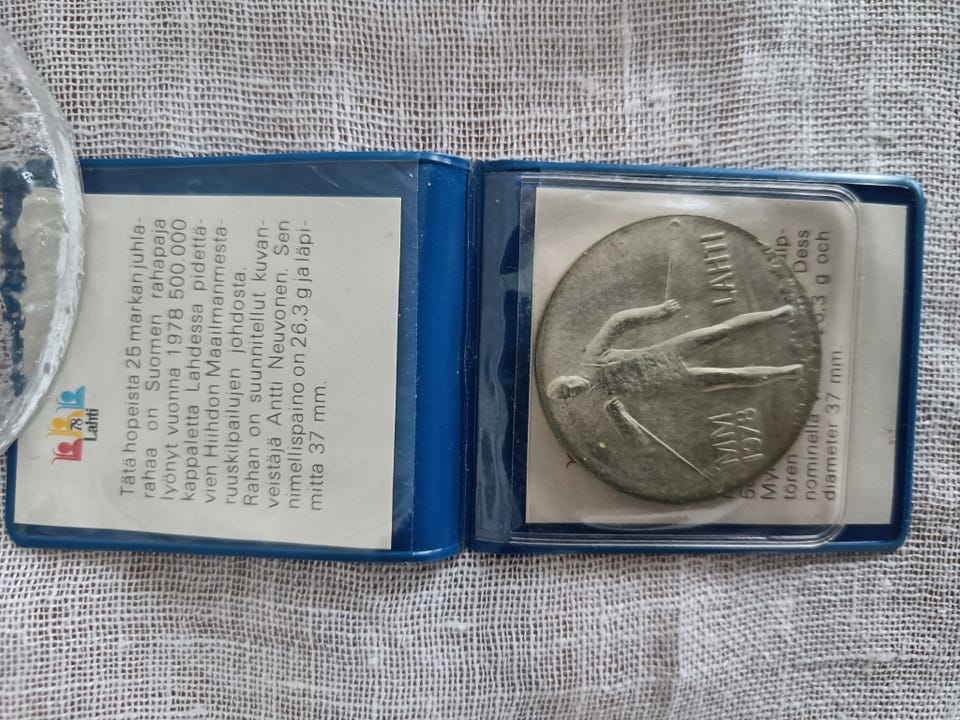 78
Lahti
Tätä hopeista 25 markan juhla-
rahaa on Suomen rahapaja
lyönyt vuonna 1978 500.000
kappaletta Lahdessa pidettä-
vien Hiihdon Maailmanmesta-
ruuskilpailujen johdosta.
Rahan on suunnitellut kuvan-
veistäjä Antti Neuvonen. Sen
nimellispaino on 26,3 g ja läpi-
mitta 37 mm.
MM LAHTI
1978
Dess
tören
nominella 26,3 g och
diameter 37 mm.